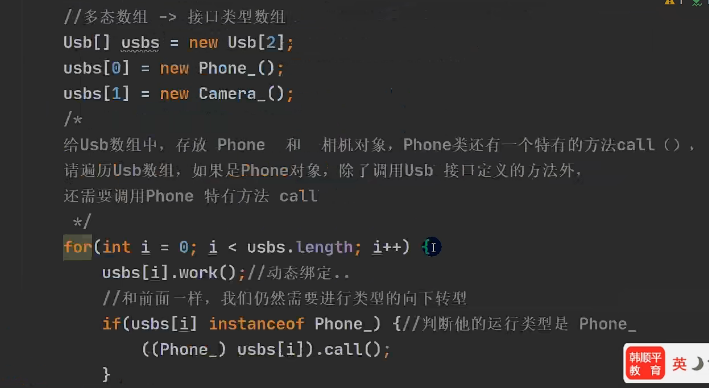 //多态数组 -> 接口类型数组
Usb[] usbs = new Usb[2];
usbs[0] = new Phone_();
usbs[1] = new Camera_();
/*
给Usb数组中，存放 Phone  和  相机对象，Phone类还有一个特有的方法call（），
请遍历Usb数组，如果是Phone对象，除了调用Usb 接口定义的方法外，
还需要调用Phone 特有方法 call
*/
for(int i = 0; i < usbs.length; i++) {
usbs[i].work();//动态绑定..
//和前面一样，我们仍然需要进行类型的向下转型
if(usbs[i] instanceof Phone_) {//判断他的运行类型是 Phone_
((Phone_) usbs[i]).call();
}
韩顺平
教育
英